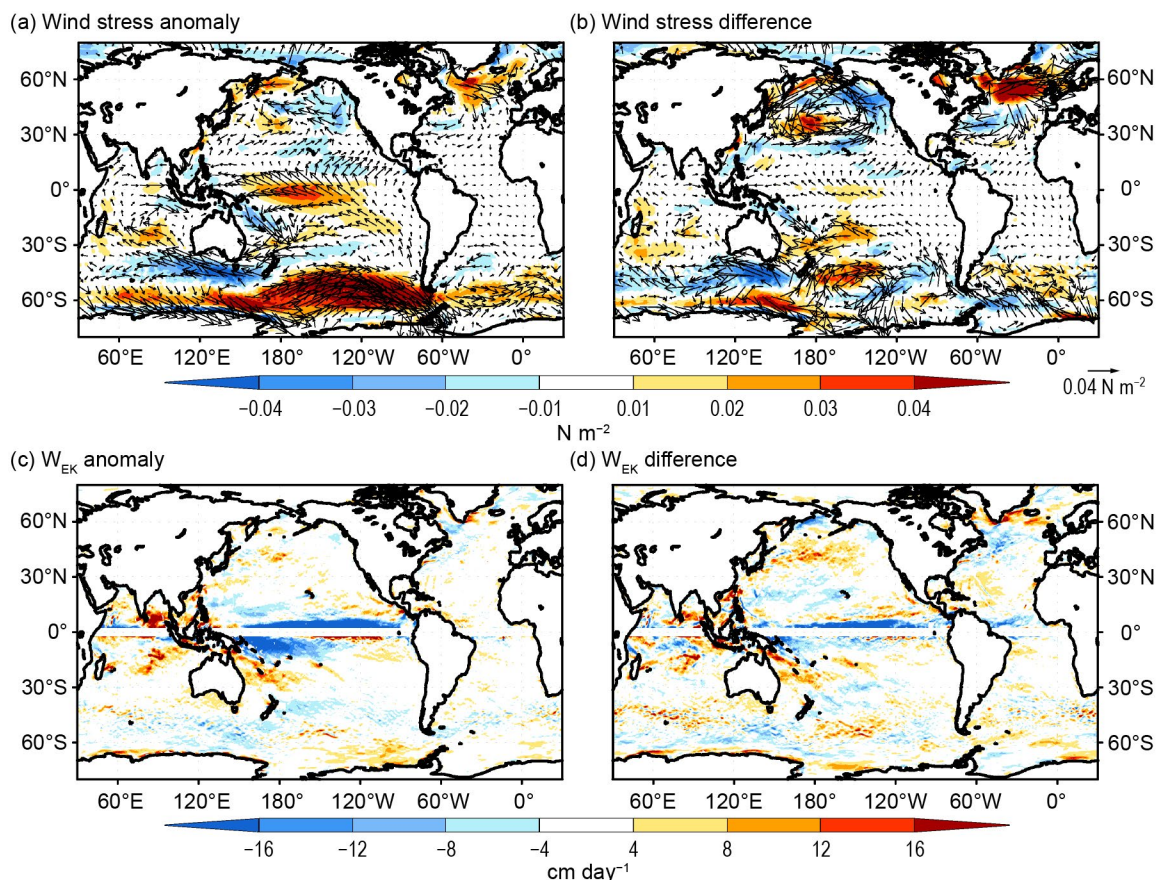 (a) Wind stress anomaly
(b) Wind stress difference
60°N
30°N
0°
30°S
60°S
60°N
30°N
0°
30°S
60°S
60°E 120°E 180° 120°W 60°W 0°
60°E 120°E 180° 120°W 60°W 0°
0.04 N m⁻²
−0.04 −0.03 −0.02 −0.01 0.01 0.02 0.03 0.04
N m⁻²
(c) W_EK anomaly
(d) W_EK difference
60°N
30°N
0°
30°S
60°S
60°N
30°N
0°
30°S
60°S
60°E 120°E 180° 120°W 60°W 0°
60°E 120°E 180° 120°W 60°W 0°
−16 −12 −8 −4 4 8 12 16
cm day⁻¹